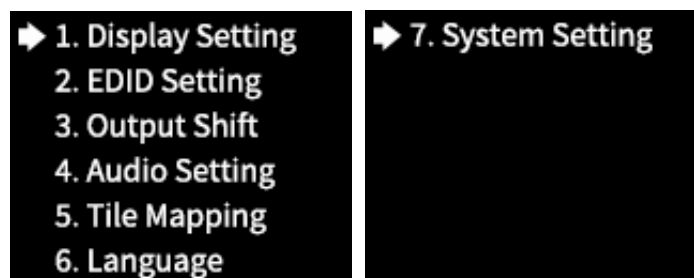 1. Display Setting
2. EDID Setting
3. Output Shift
4. Audio Setting
5. Tile Mapping
6. Language
7. System Setting